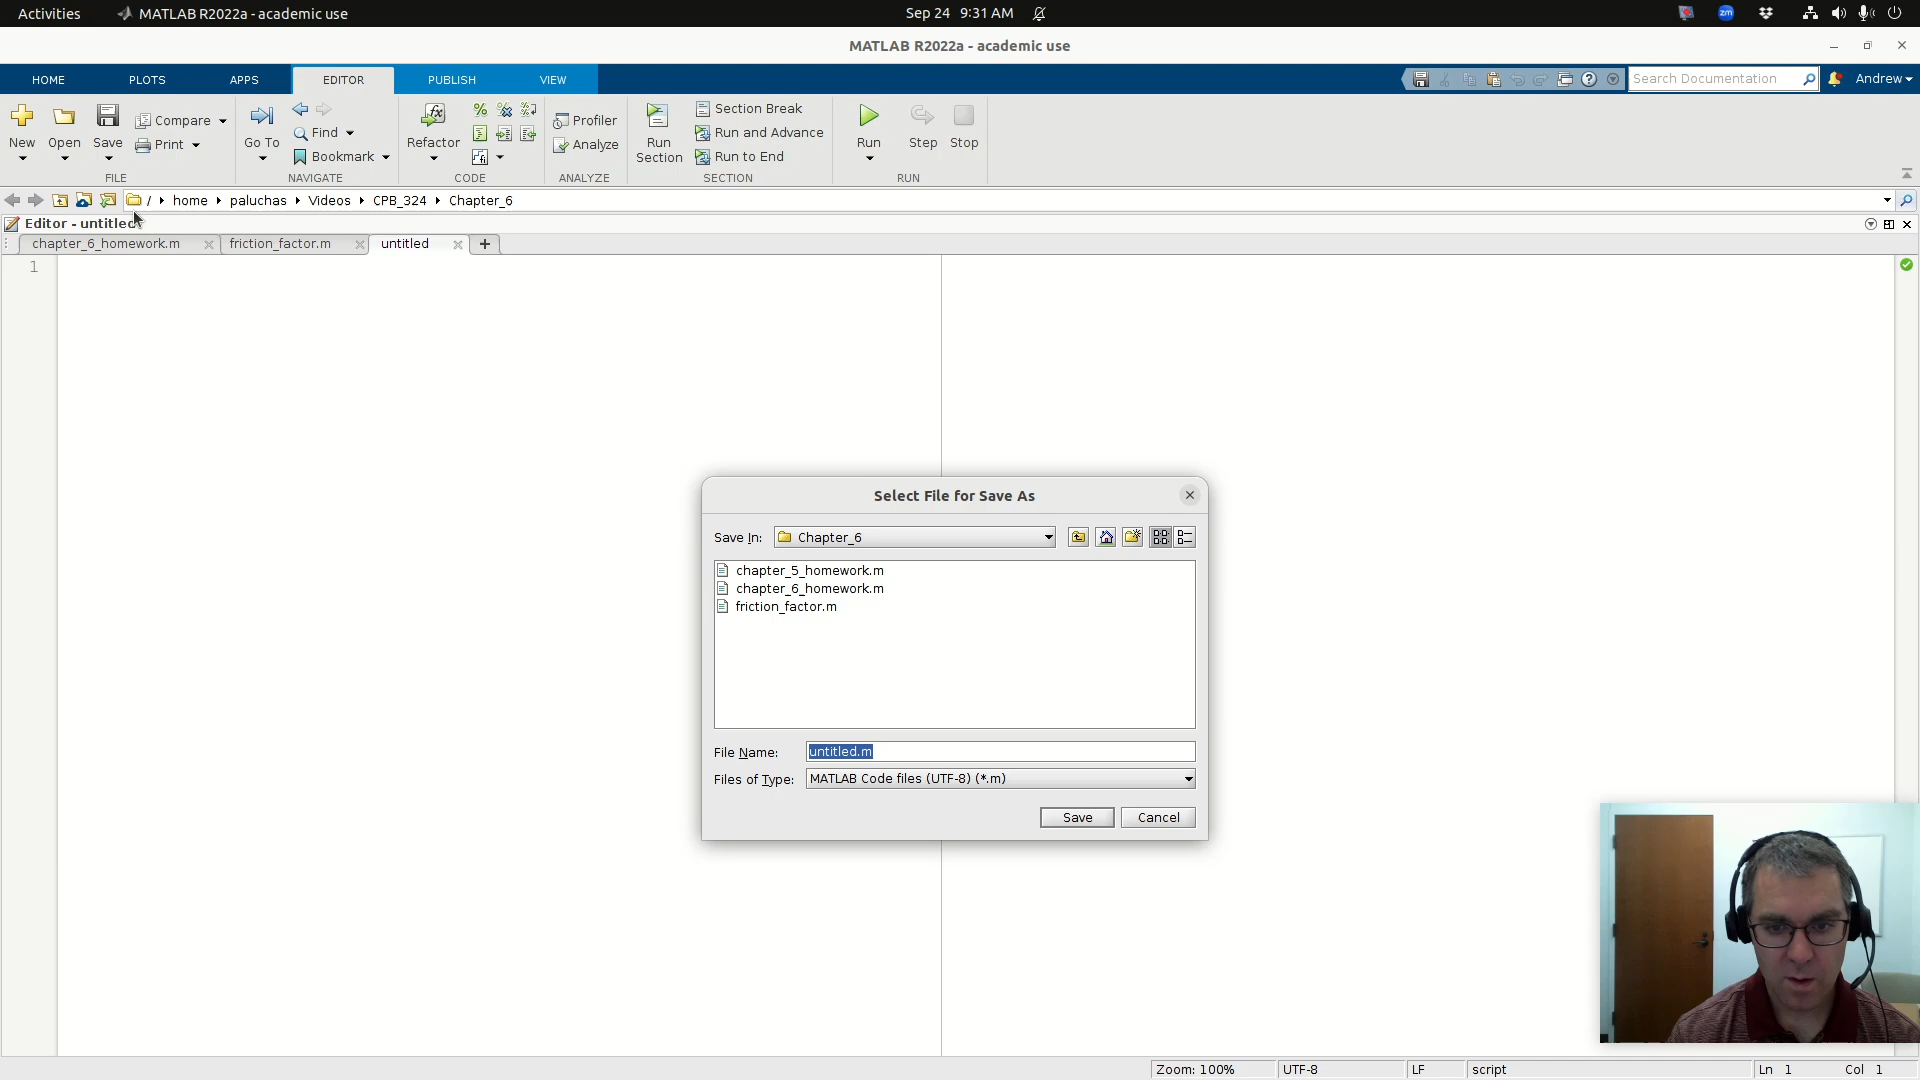 Activities MATLAB R2022a - academic use Sep 24 9:31 AM zm
MATLAB R2022a - academic use
HOME PLOTS APPS EDITOR PUBLISH VIEW Search Documentation Andrew
New Open Save Compare Print
FILE
Go To Find Bookmark
NAVIGATE
Refactor
CODE
Profiler
Analyze
ANALYZE
Run Section
Section Break
Run and Advance
Run to End
SECTION
Run Step Stop
RUN
/ home paluchas Videos CPB_324 Chapter_6
Editor - untitled
chapter_6_homework.m friction_factor.m untitled
1
Select File for Save As
Save In: Chapter_6
chapter_5_homework.m
chapter_6_homework.m
friction_factor.m
File Name: untitled.m
Files of Type: MATLAB Code files (UTF-8) (*.m)
Save Cancel
Zoom: 100% UTF-8 LF script Ln 1 Col 1